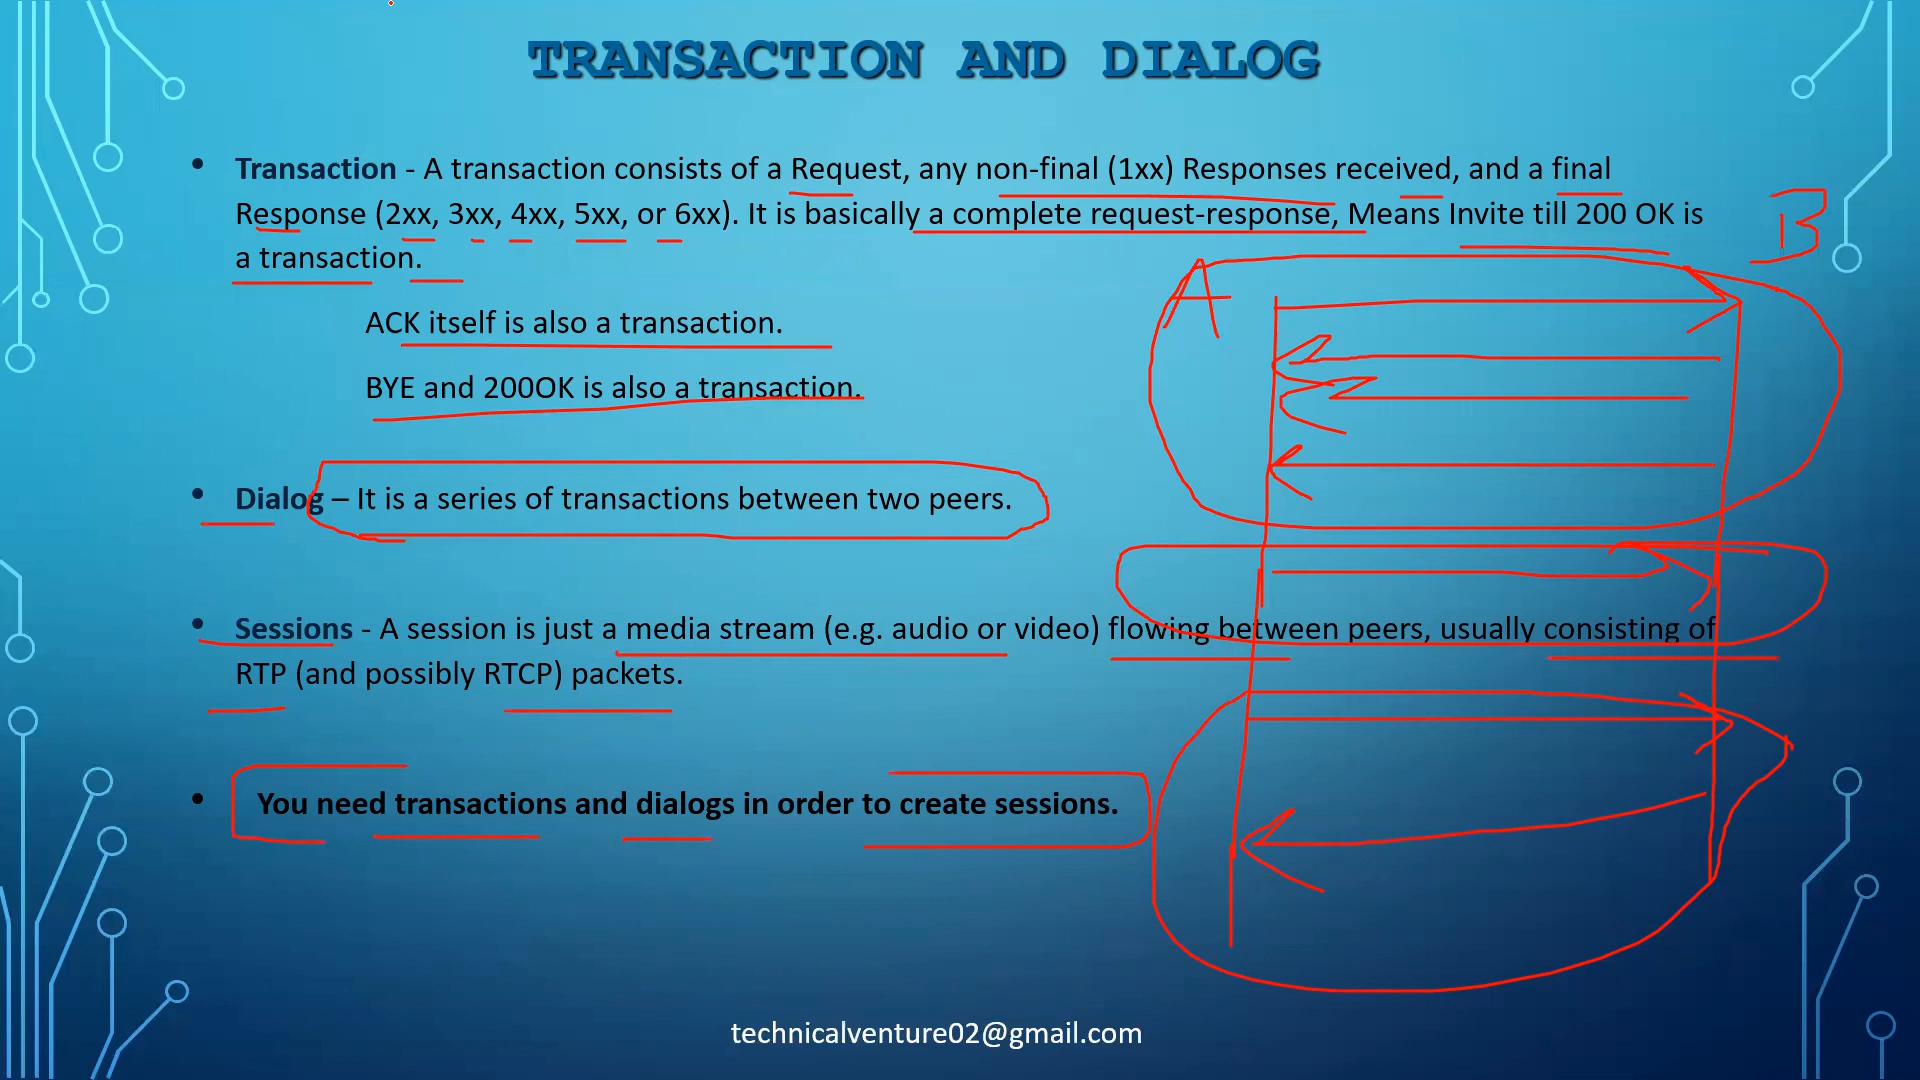 TRANSACTION AND DIALOG
• Transaction - A transaction consists of a Request, any non-final (1xx) Responses received, and a final
Response (2xx, 3xx, 4xx, 5xx, or 6xx). It is basically a complete request-response, Means Invite till 200 OK is
a transaction.
ACK itself is also a transaction.
BYE and 200OK is also a transaction.
A
B
• Dialog – It is a series of transactions between two peers.
• Sessions - A session is just a media stream (e.g. audio or video) flowing between peers, usually consisting of
RTP (and possibly RTCP) packets.
• You need transactions and dialogs in order to create sessions.
technicalventure02@gmail.com